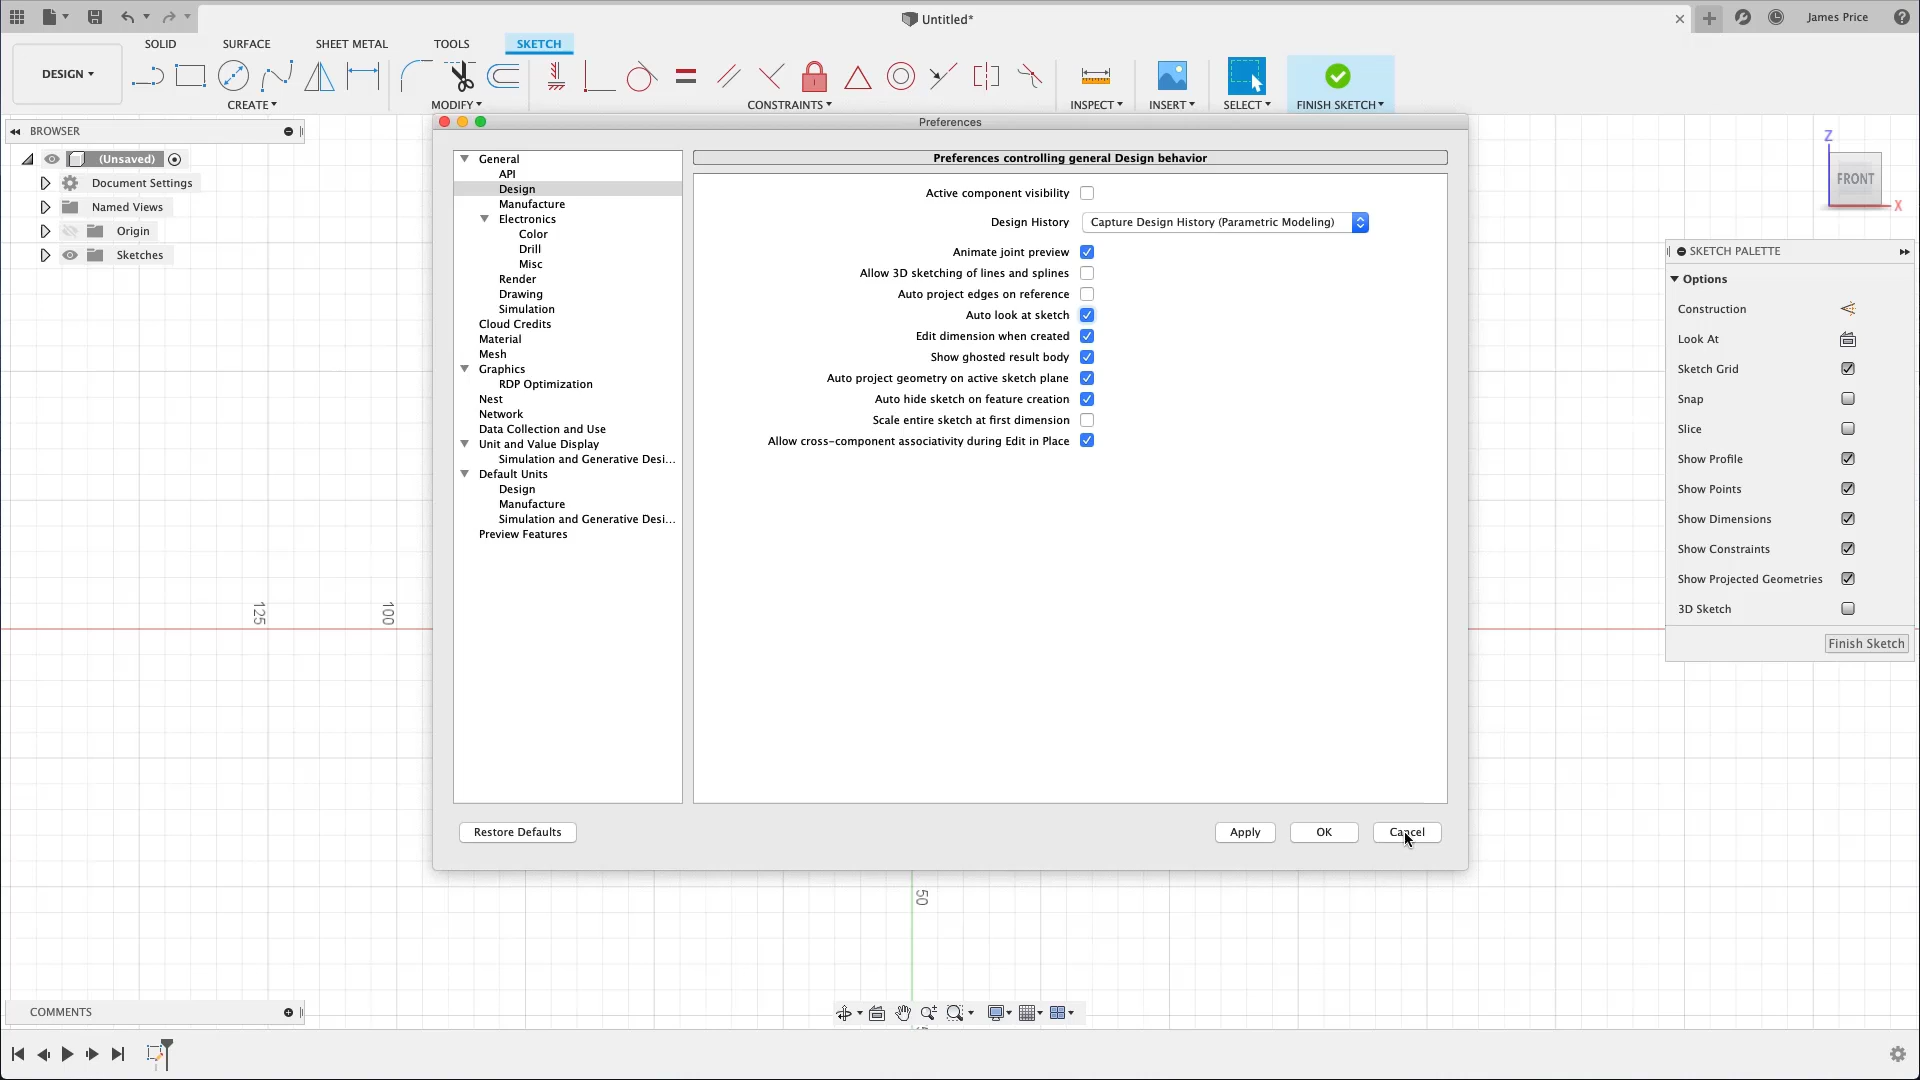 Untitled*
James Price
SOLID
SURFACE
SHEET METAL
TOOLS
SKETCH
DESIGN
CREATE
MODIFY
CONSTRAINTS
INSPECT
INSERT
SELECT
FINISH SKETCH
BROWSER
(Unsaved)
Document Settings
Named Views
Origin
Sketches
Preferences
General
API
Design
Manufacture
Electronics
Color
Drill
Misc
Render
Drawing
Simulation
Cloud Credits
Material
Mesh
Graphics
RDP Optimization
Nest
Network
Data Collection and Use
Unit and Value Display
Simulation and Generative Desi...
Default Units
Design
Manufacture
Simulation and Generative Desi...
Preview Features
Preferences controlling general Design behavior
Active component visibility
Design History Capture Design History (Parametric Modeling)
Animate joint preview
Allow 3D sketching of lines and splines
Auto project edges on reference
Auto look at sketch
Edit dimension when created
Show ghosted result body
Auto project geometry on active sketch plane
Auto hide sketch on feature creation
Scale entire sketch at first dimension
Allow cross-component associativity during Edit in Place
Restore Defaults
Apply
OK
Cancel
Z
FRONT
X
SKETCH PALETTE
Options
Construction
Look At
Sketch Grid
Snap
Slice
Show Profile
Show Points
Show Dimensions
Show Constraints
Show Projected Geometries
3D Sketch
Finish Sketch
125
100
50
COMMENTS